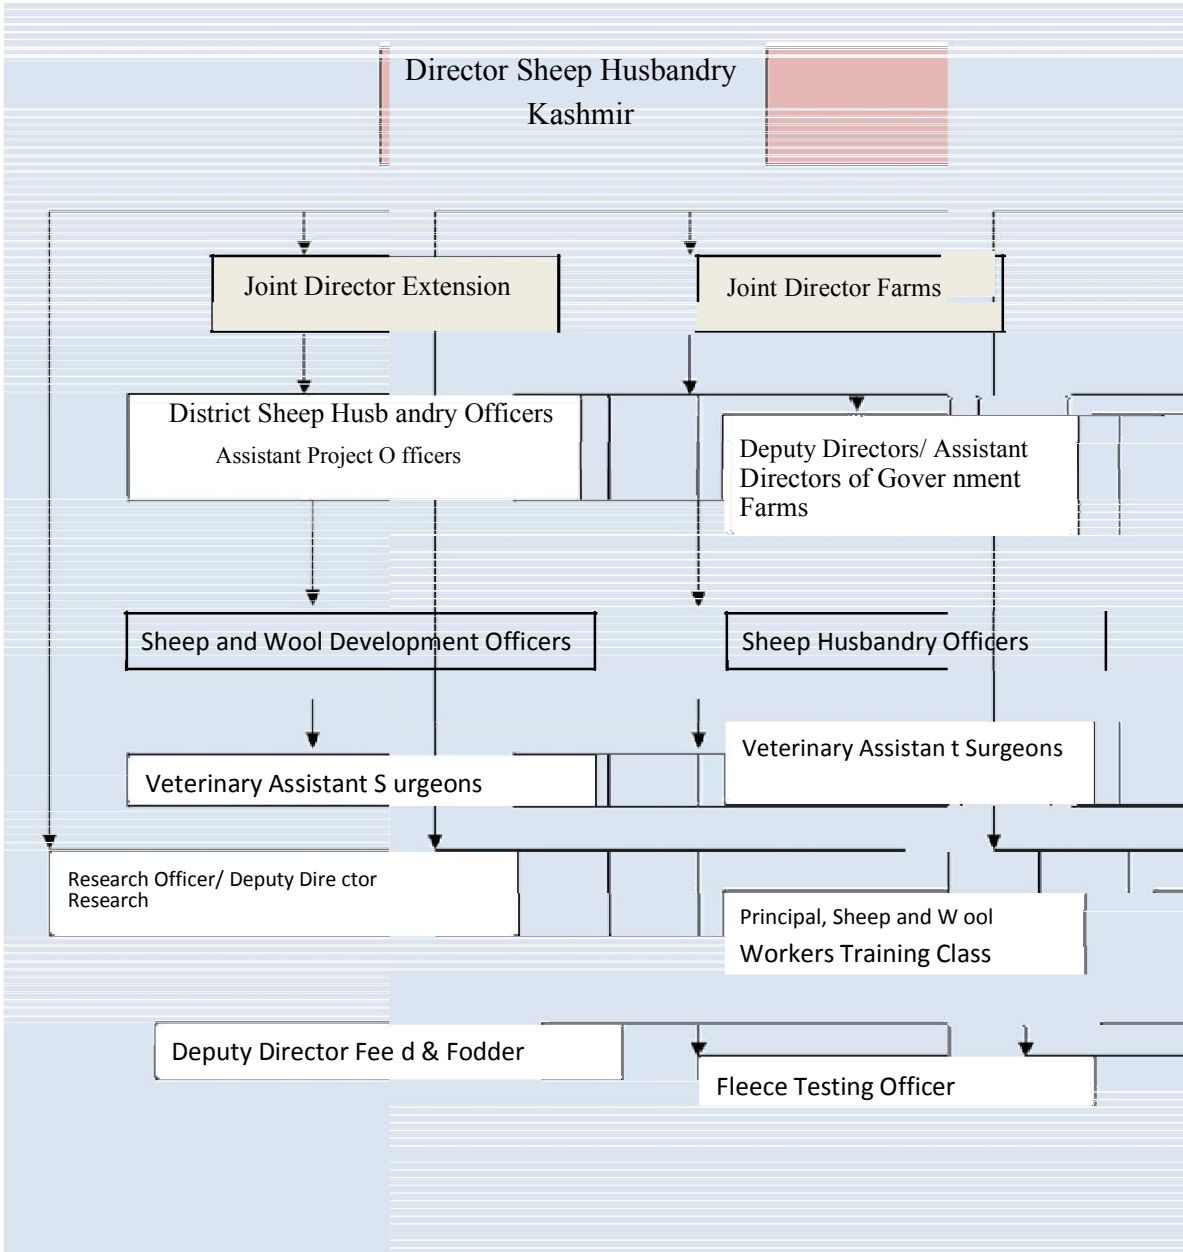 Director Sheep Husbandry
Kashmir
Joint Director Extension
Joint Director Farms
District Sheep Husb andry Officers
Assistant Project O fficers
Deputy Directors/ Assistant
Directors of Gover nment
Farms
Sheep and Wool Development Officers
Sheep Husbandry Officers
Veterinary Assistan t Surgeons
Veterinary Assistant S urgeons
Research Officer/ Deputy Dire ctor
Research
Principal, Sheep and W ool
Workers Training Class
Deputy Director Fee d & Fodder
Fleece Testing Officer